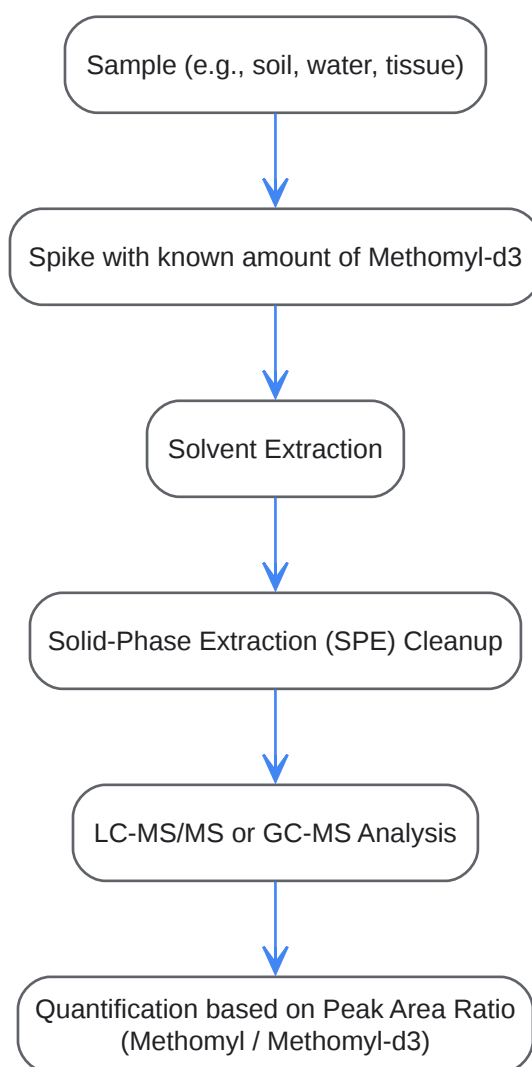 Sample (e.g., soil, water, tissue)
Spike with known amount of Methomyl-d3
Solvent Extraction
Solid-Phase Extraction (SPE) Cleanup
LC-MS/MS or GC-MS Analysis
Quantification based on Peak Area Ratio
(Methomyl / Methomyl-d3)